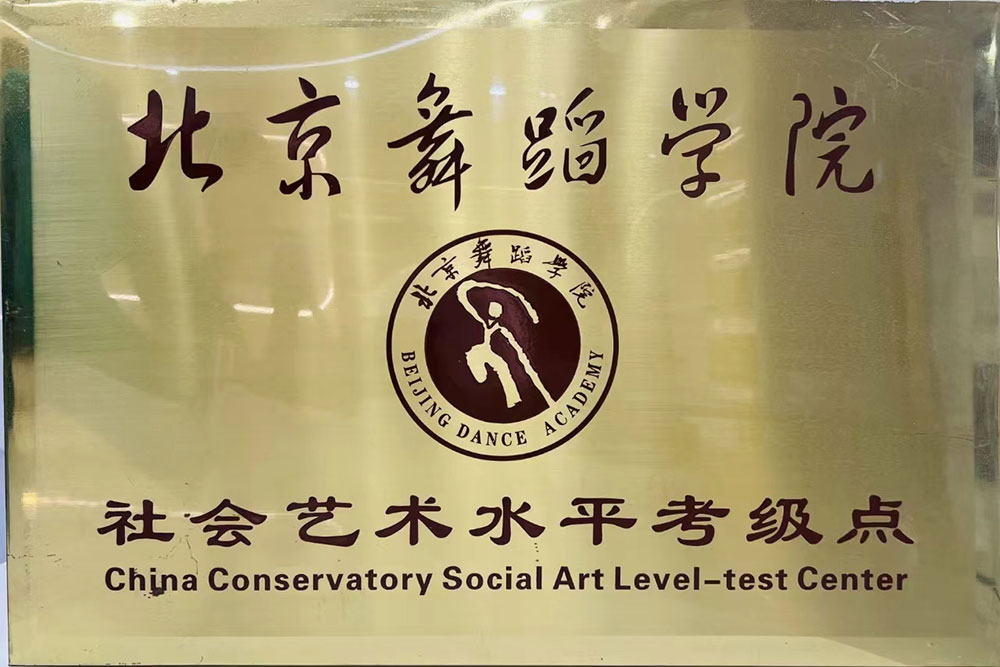 北京舞蹈学院
北京舞蹈學院
BEIJING DANCE ACADEMY
社会艺术水平考级点
China Conservatory Social Art Level-test Center